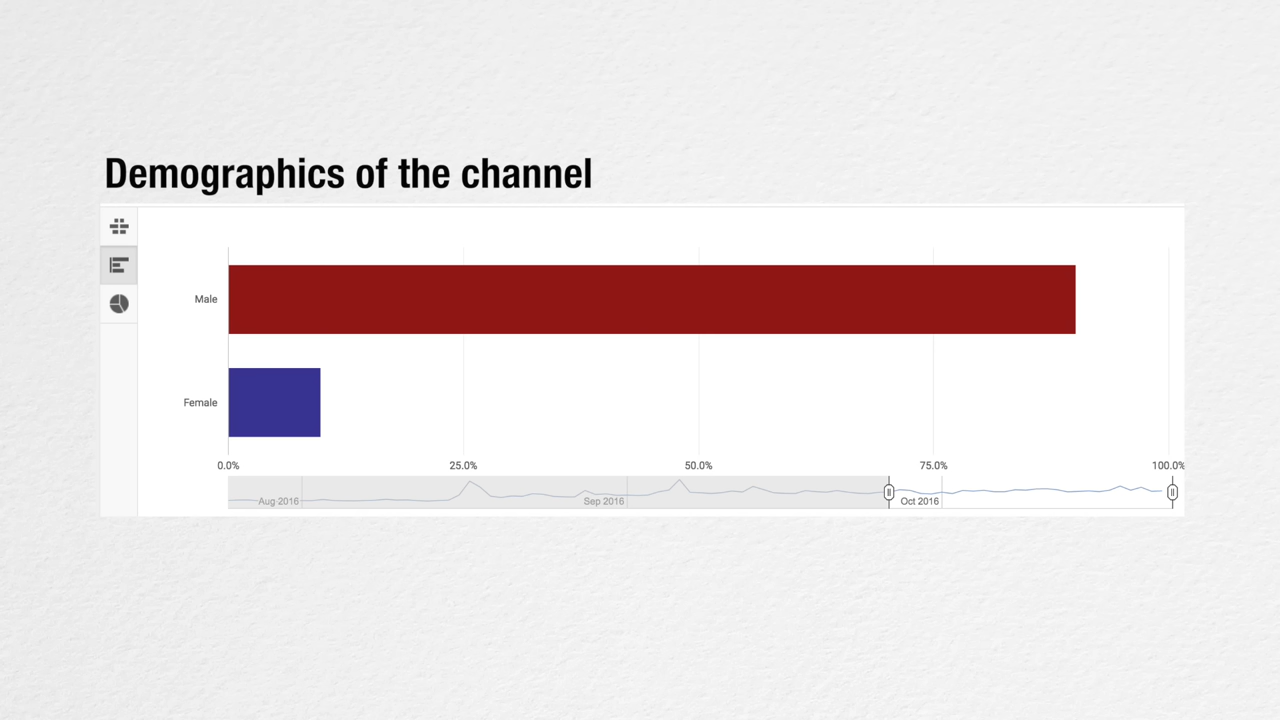 Demographics of the channel
Male
Female
0.0% 25.0% 50.0% 75.0% 100.0%
Aug 2016 Sep 2016 Oct 2016